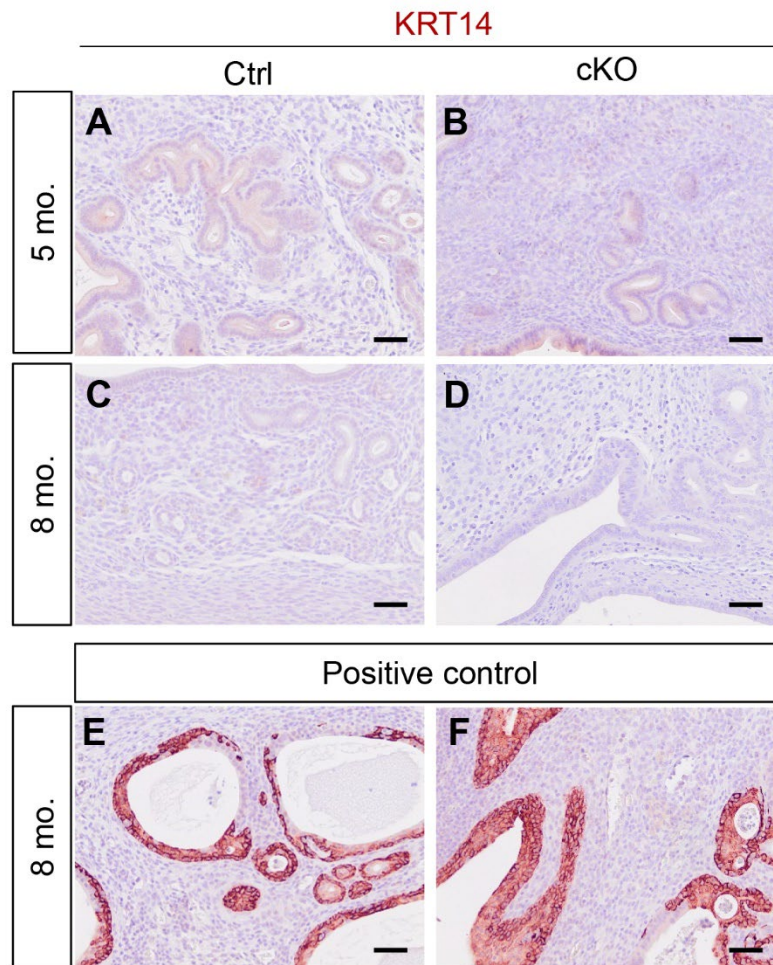 KRT14
Ctrl cKO
5 mo. A B
8 mo. C D
Positive control
8 mo. E F